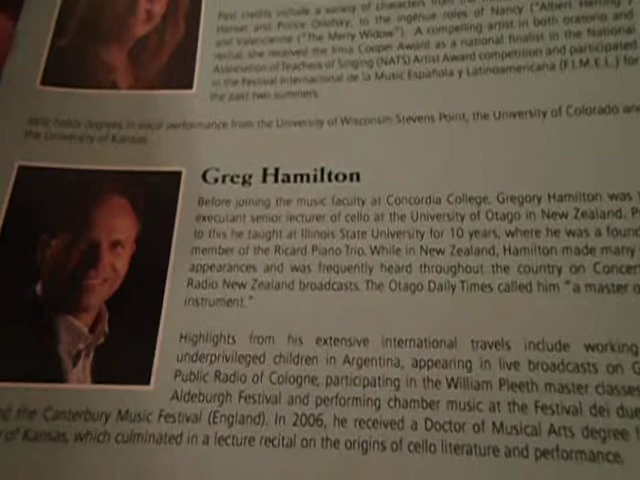 Past credits include a variety of characters from
Hansel and Prince Orlofsky, to the ingénue roles of Nancy ("Albert Herring")
and Valencienne ("The Merry Widow"). A compelling artist in both oratorio and
recital, she received the Irma Cooper Award as a national finalist in the National
Association of Teachers of Singing (NATS) Artist Award competition and participated
in the Festival Internacional de la Música Española y Latinoamericana (F.I.M.E.L.) for
the past two summers.
holds degrees in vocal performance from the University of Wisconsin-Stevens Point, the University of Colorado and
the University of Kansas.
Greg Hamilton
Before joining the music faculty at Concordia College, Gregory Hamilton was
executant senior lecturer of cello at the University of Otago in New Zealand. P
to this he taught at Illinois State University for 10 years, where he was a found
member of the Ricard Piano Trio. While in New Zealand, Hamilton made many
appearances and was frequently heard throughout the country on Concer
Radio New Zealand broadcasts. The Otago Daily Times called him "a master o
instrument."
Highlights from his extensive international travels include working
underprivileged children in Argentina, appearing in live broadcasts on G
Public Radio of Cologne, participating in the William Pleeth master classes
Aldeburgh Festival and performing chamber music at the Festival dei due
nd the Canterbury Music Festival (England). In 2006, he received a Doctor of Musical Arts degree f
of Kansas, which culminated in a lecture recital on the origins of cello literature and performance.